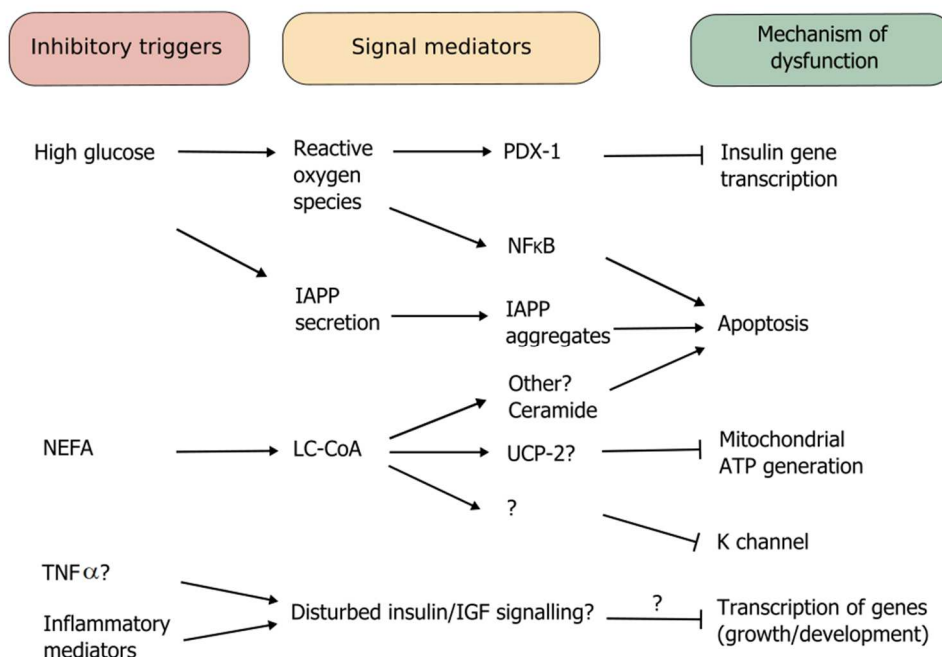 Inhibitory triggers
Signal mediators
Mechanism of
dysfunction
High glucose
Reactive
oxygen
species
PDX-1
Insulin gene
transcription
NFκB
IAPP
secretion
IAPP
aggregates
Apoptosis
Other?
Ceramide
NEFA
LC-CoA
UCP-2?
Mitochondrial
ATP generation
?
K channel
TNF α?
Inflammatory
mediators
Disturbed insulin/IGF signalling?
?
Transcription of genes
(growth/development)